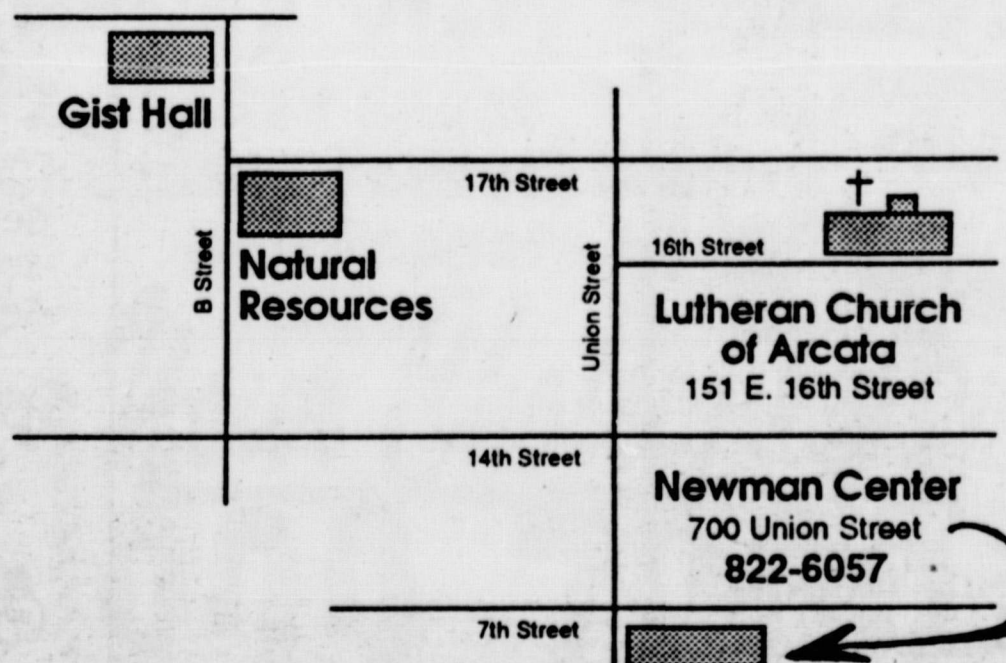 Gist Hall
17th Street
B Street
Natural
Resources
Union Street
16th Street
Lutheran Church
of Arcata
151 E. 16th Street
14th Street
Newman Center
700 Union Street
822-6057
7th Street